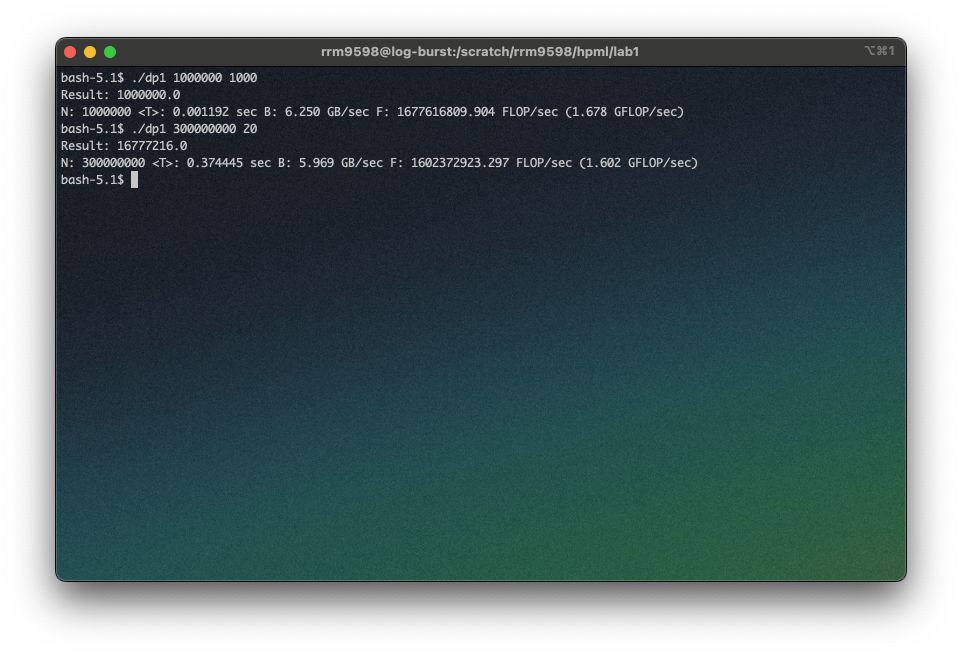 rrm9598@log-burst:/scratch/rrm9598/hpml/lab1 ⌥⌘1
bash-5.1$ ./dp1 1000000 1000
Result: 1000000.0
N: 1000000 <T>: 0.001192 sec B: 6.250 GB/sec F: 1677616809.904 FLOP/sec (1.678 GFLOP/sec)
bash-5.1$ ./dp1 300000000 20
Result: 16777216.0
N: 300000000 <T>: 0.374445 sec B: 5.969 GB/sec F: 1602372923.297 FLOP/sec (1.602 GFLOP/sec)
bash-5.1$